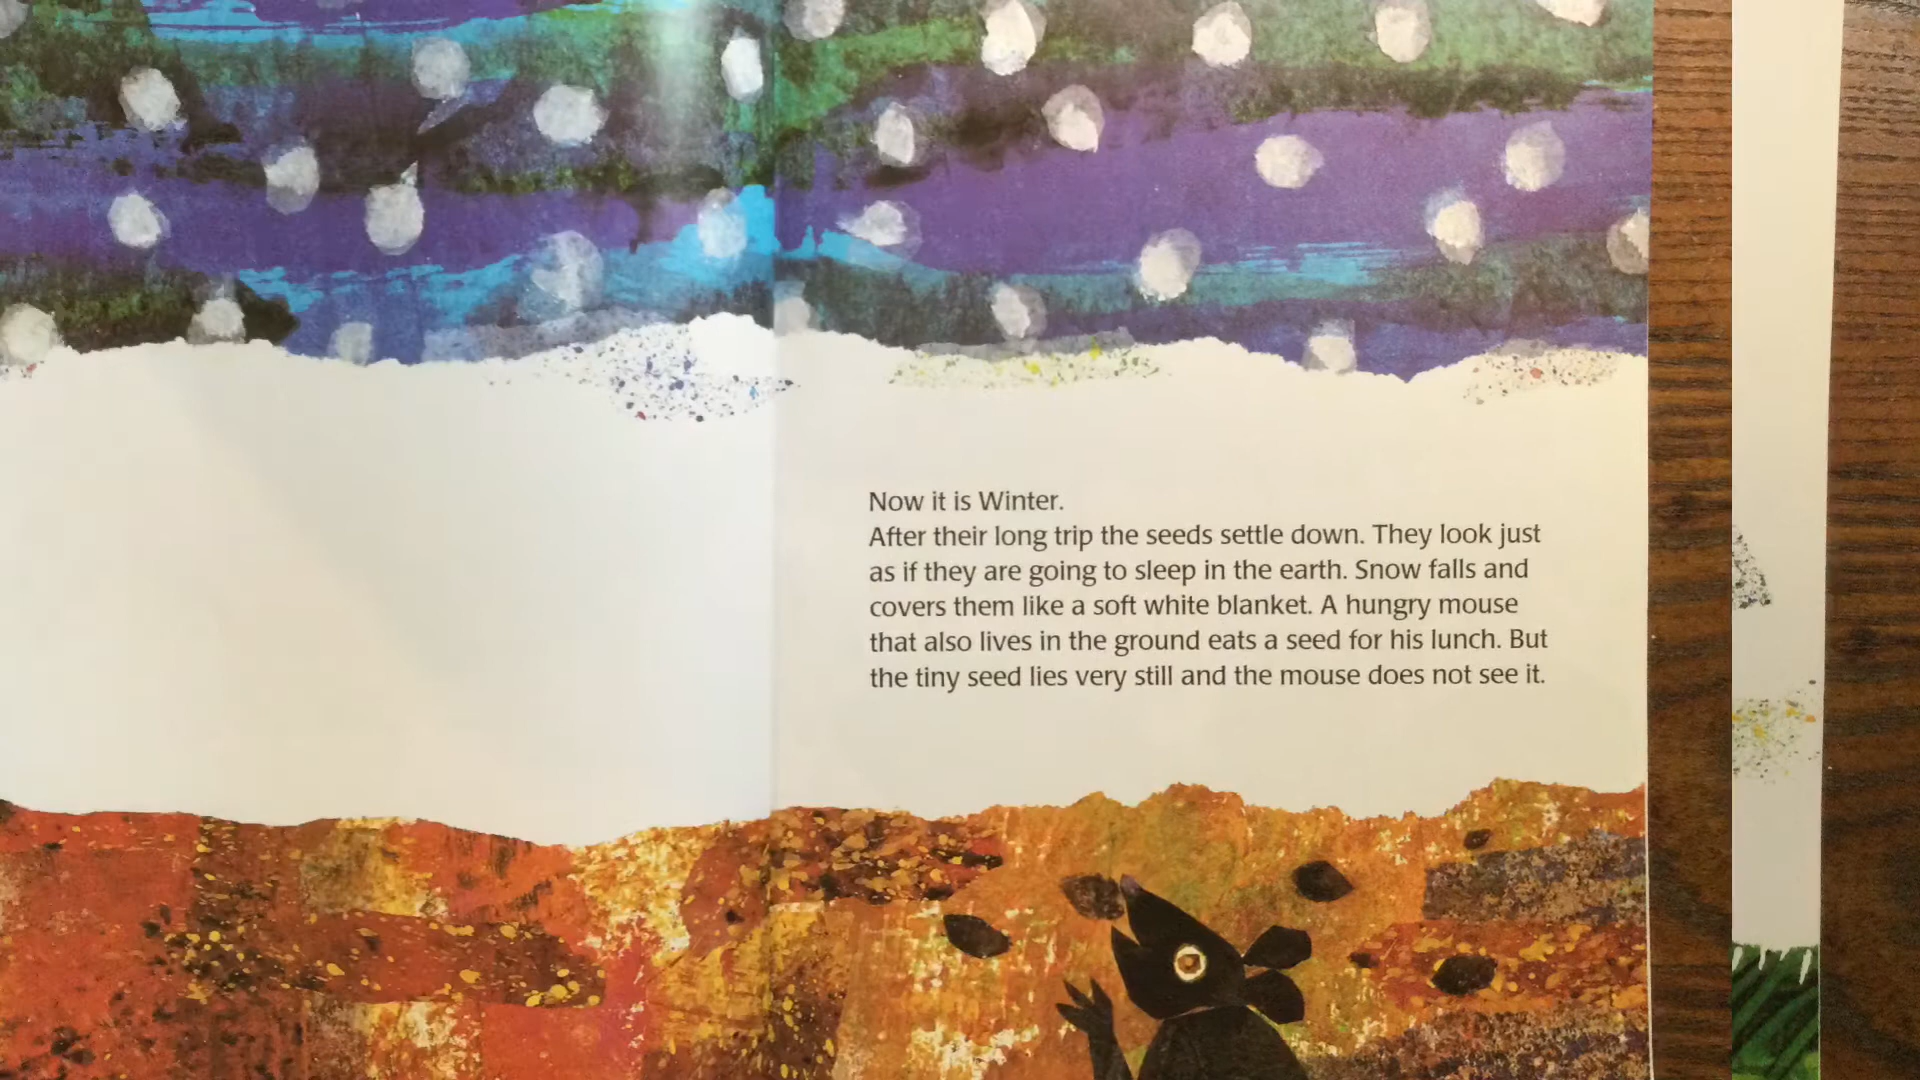 Now it is Winter.
After their long trip the seeds settle down. They look just
as if they are going to sleep in the earth. Snow falls and
covers them like a soft white blanket. A hungry mouse
that also lives in the ground eats a seed for his lunch. But
the tiny seed lies very still and the mouse does not see it.